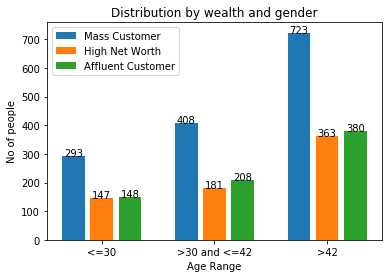 Distribution by wealth and gender
Mass Customer
High Net Worth
Affluent Customer
No of people
700
600
500
400
300
200
100
0
293
147
148
408
181
208
723
363
380
<=30
>30 and <=42
>42
Age Range